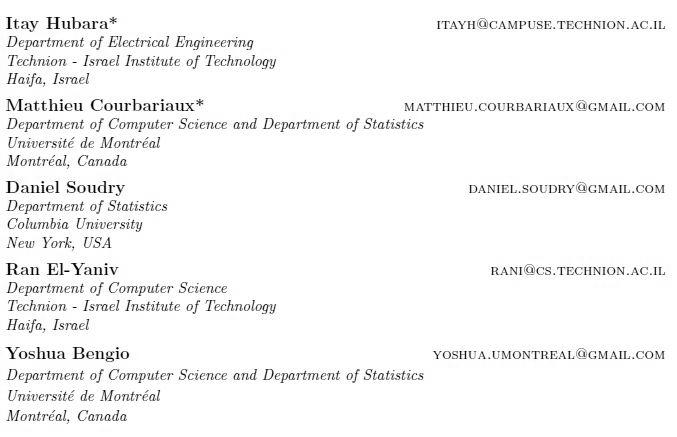 Itay Hubara* ITAYH@CAMPUSE.TECHNION.AC.IL
Department of Electrical Engineering
Technion - Israel Institute of Technology
Haifa, Israel
Matthieu Courbariaux* MATTHIEU.COURBARIAUX@GMAIL.COM
Department of Computer Science and Department of Statistics
Université de Montréal
Montréal, Canada
Daniel Soudry DANIEL.SOUDRY@GMAIL.COM
Department of Statistics
Columbia University
New York, USA
Ran El-Yaniv RANI@CS.TECHNION.AC.IL
Department of Computer Science
Technion - Israel Institute of Technology
Haifa, Israel
Yoshua Bengio YOSHUA.UMONTREAL@GMAIL.COM
Department of Computer Science and Department of Statistics
Université de Montréal
Montréal, Canada